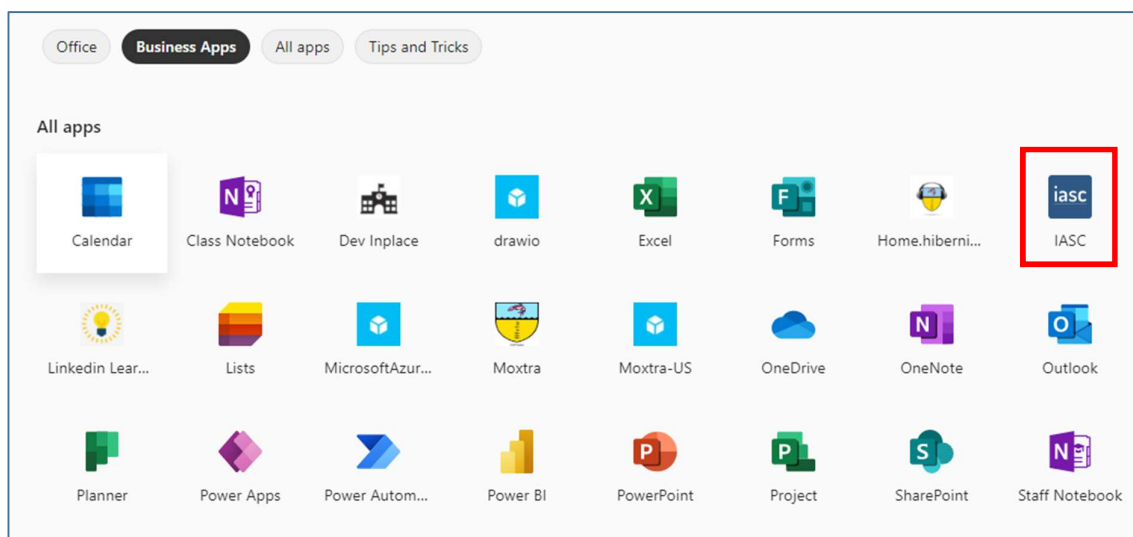 Office Business Apps All apps Tips and Tricks
All apps
N X F iasc
Calendar Class Notebook Dev Inplace drawio Excel Forms Home.hiberni... IASC
N O
Linkedin Lear... Lists MicrosoftAzur... Moxtra Moxtra-US OneDrive OneNote Outlook
P P S N
Planner Power Apps Power Autom... Power BI PowerPoint Project SharePoint Staff Notebook